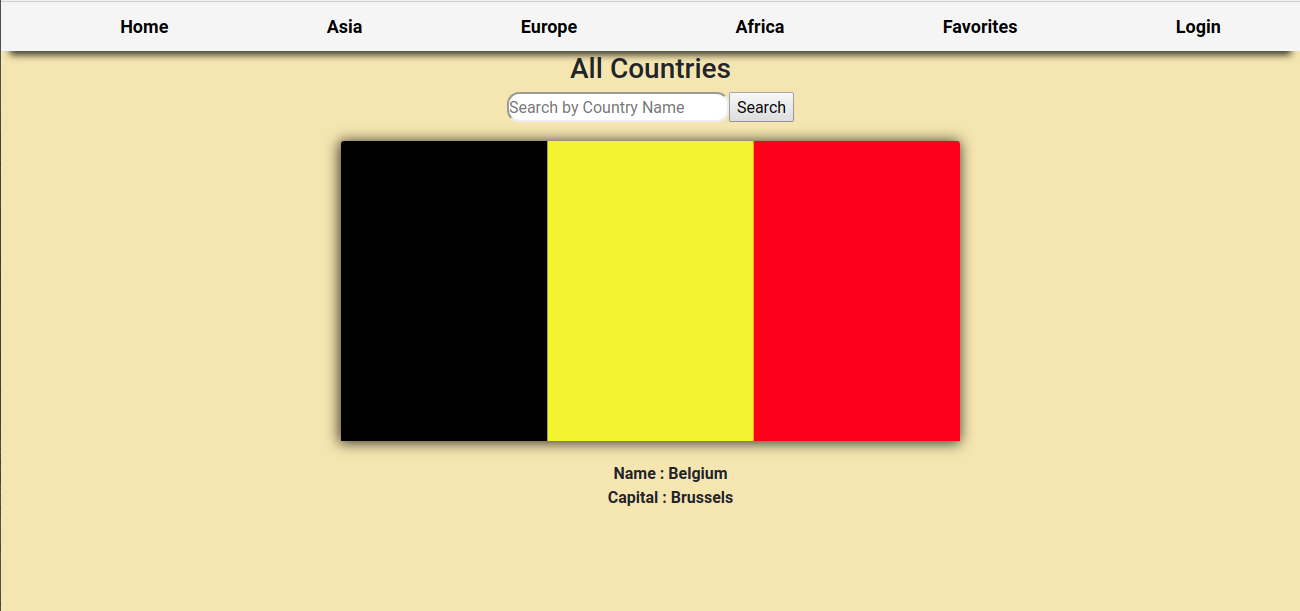 Home Asia Europe Africa Favorites Login
All Countries
Search by Country Name Search
Name : Belgium
Capital : Brussels